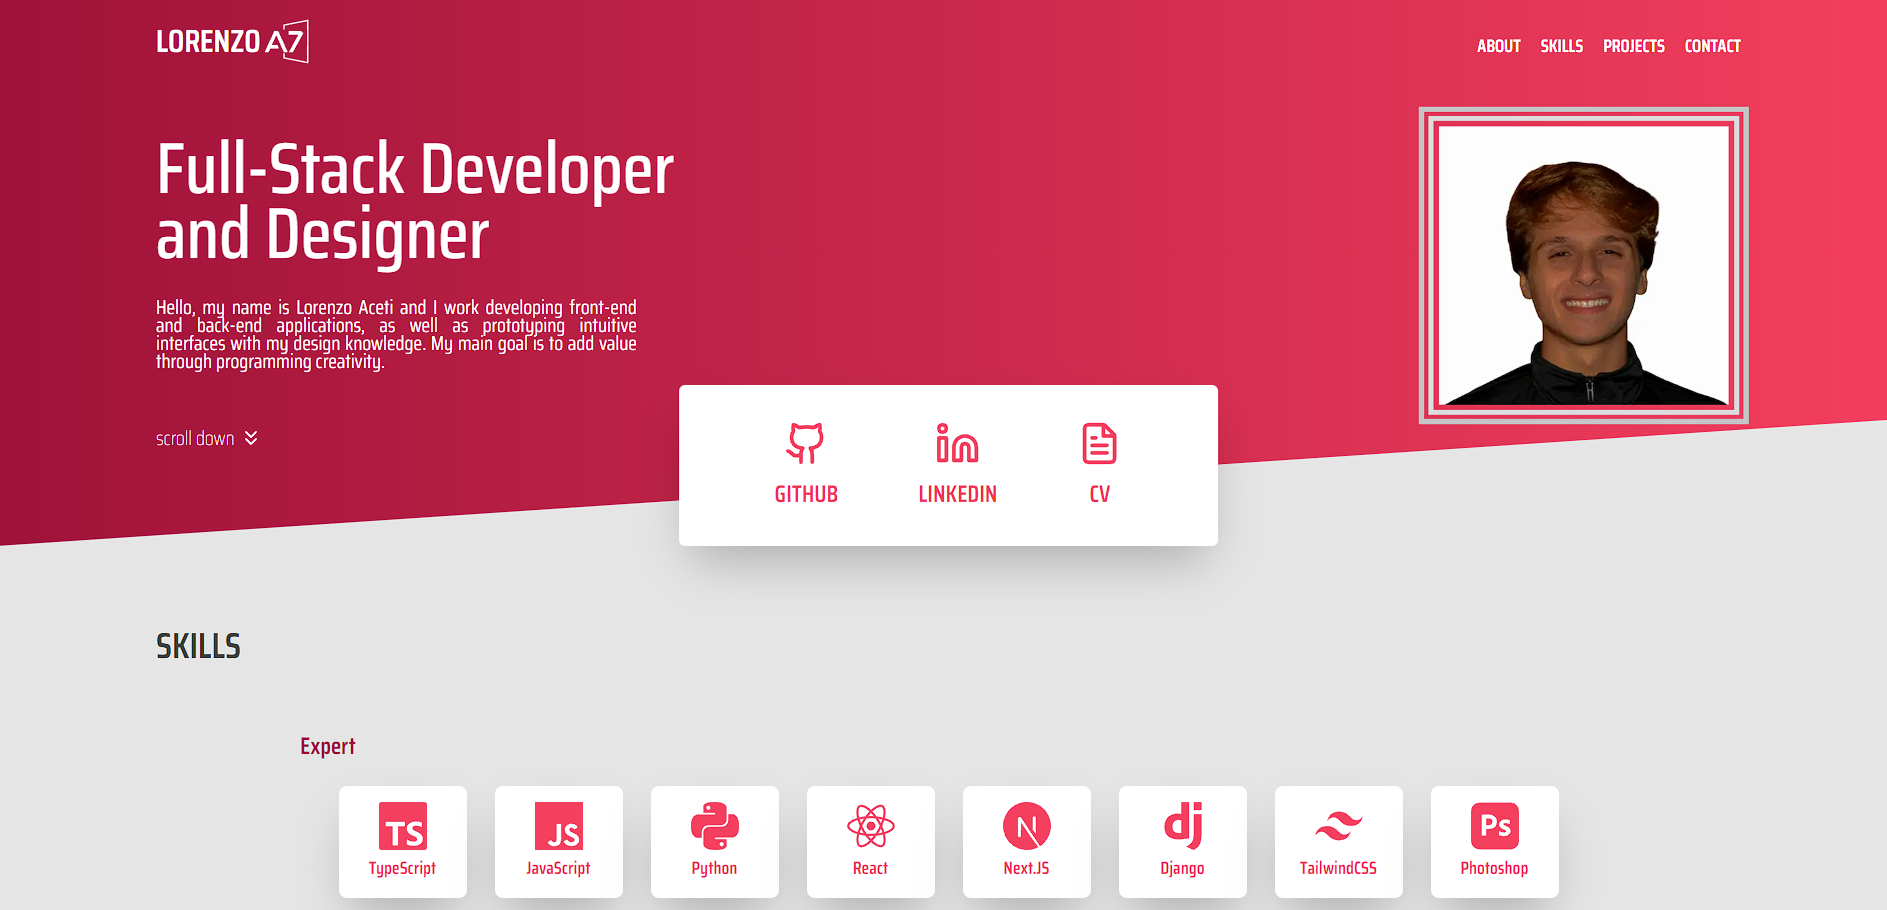 LORENZO A7
ABOUT SKILLS PROJECTS CONTACT
Full-Stack Developer
and Designer
Hello, my name is Lorenzo Aceti and I work developing front-end
and back-end applications, as well as prototyping intuitive
interfaces with my design knowledge. My main goal is to add value
through programming creativity.
scroll down
GITHUB LINKEDIN CV
SKILLS
Expert
TS JS N dj Ps
TypeScript JavaScript Python React Next.JS Django TailwindCSS Photoshop